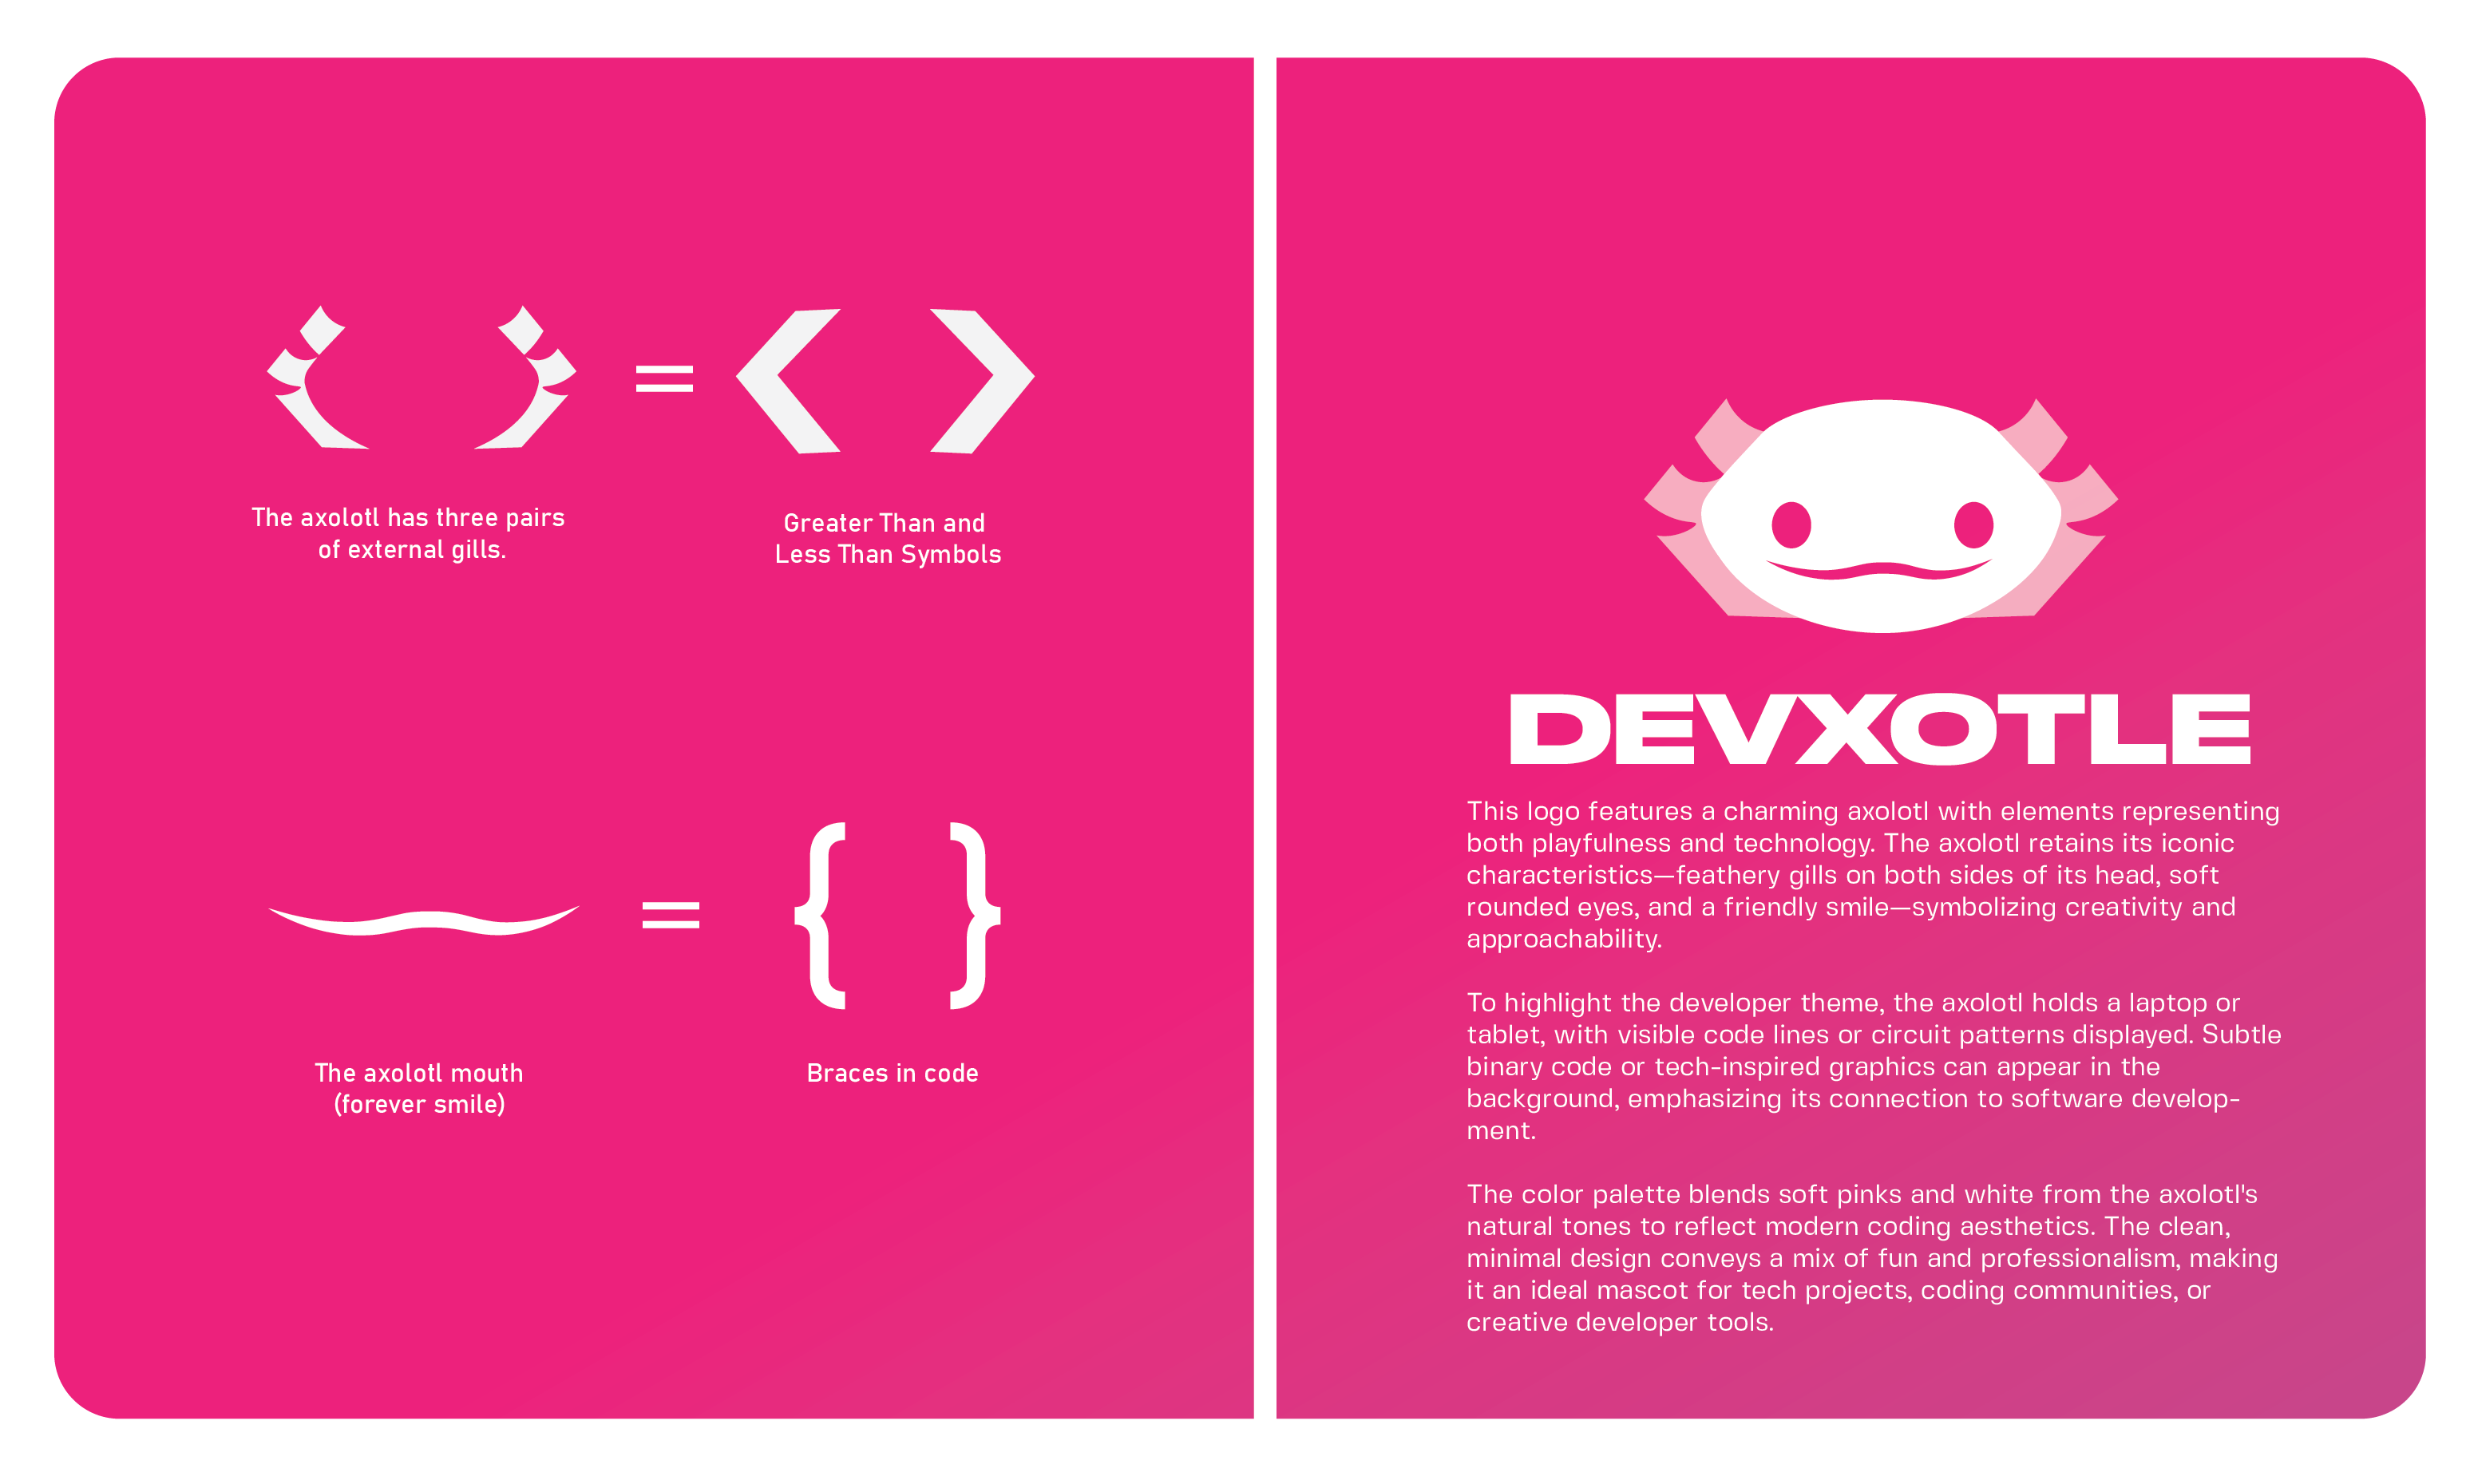 The axolotl has three pairs
of external gills.
=
< >
Greater Than and
Less Than Symbols
=
{ }
The axolotl mouth
(forever smile)
Braces in code
DEVXOTLE
This logo features a charming axolotl with elements representing
both playfulness and technology. The axolotl retains its iconic
characteristics—feathery gills on both sides of its head, soft
rounded eyes, and a friendly smile—symbolizing creativity and
approachability.
To highlight the developer theme, the axolotl holds a laptop or
tablet, with visible code lines or circuit patterns displayed. Subtle
binary code or tech-inspired graphics can appear in the
background, emphasizing its connection to software develop-
ment.
The color palette blends soft pinks and white from the axolotl's
natural tones to reflect modern coding aesthetics. The clean,
minimal design conveys a mix of fun and professionalism, making
it an ideal mascot for tech projects, coding communities, or
creative developer tools.